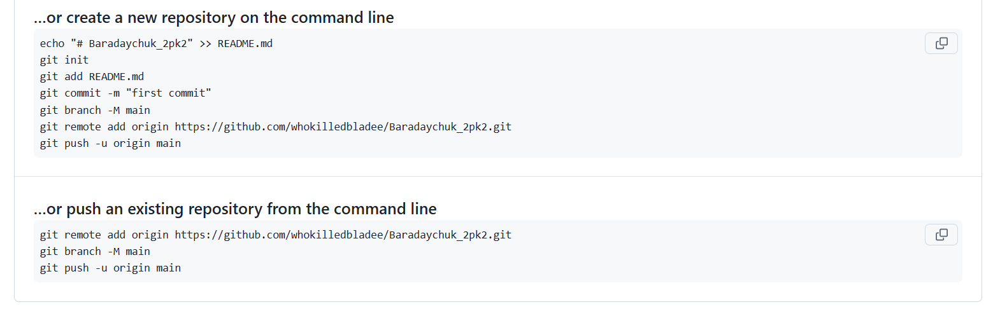 ...or create a new repository on the command line
echo "# Baradaychuk_2pk2" >> README.md
git init
git add README.md
git commit -m "first commit"
git branch -M main
git remote add origin https://github.com/whokilledbladee/Baradaychuk_2pk2.git
git push -u origin main
...or push an existing repository from the command line
git remote add origin https://github.com/whokilledbladee/Baradaychuk_2pk2.git
git branch -M main
git push -u origin main